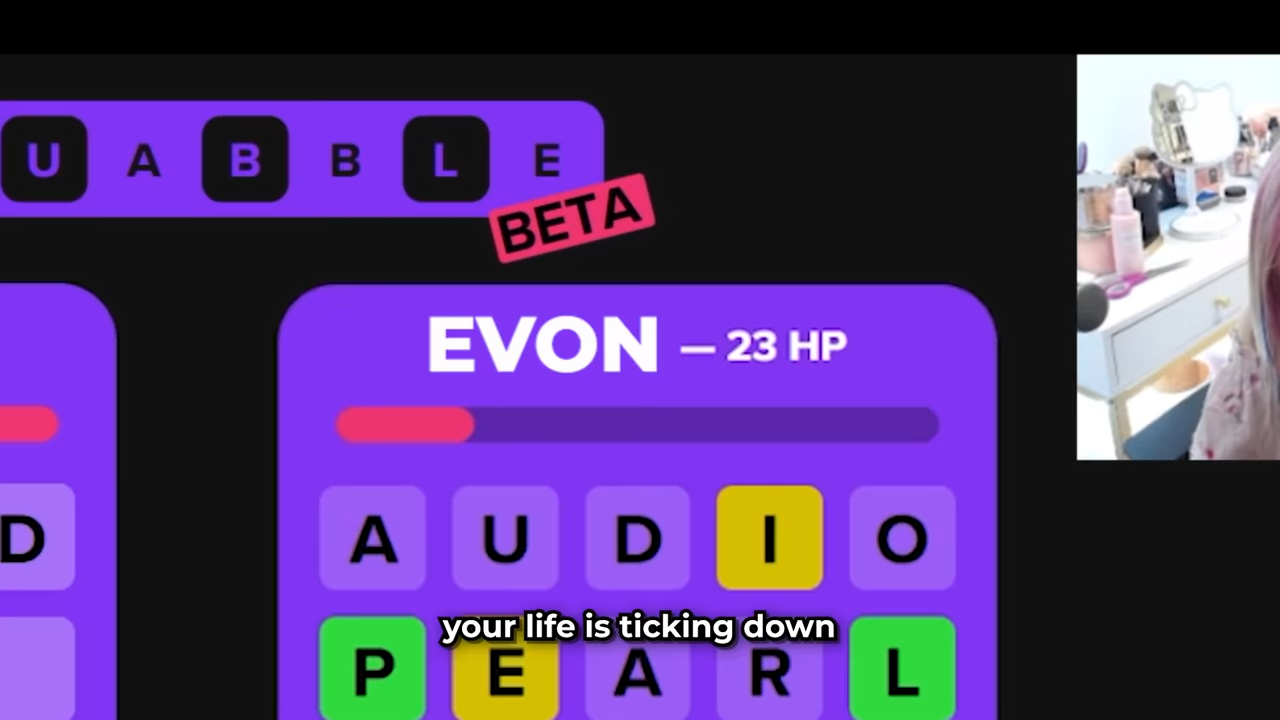 U A B B L E
BETA
EVON — 23 HP
D
A U D I O
your life is ticking down
P E A R L